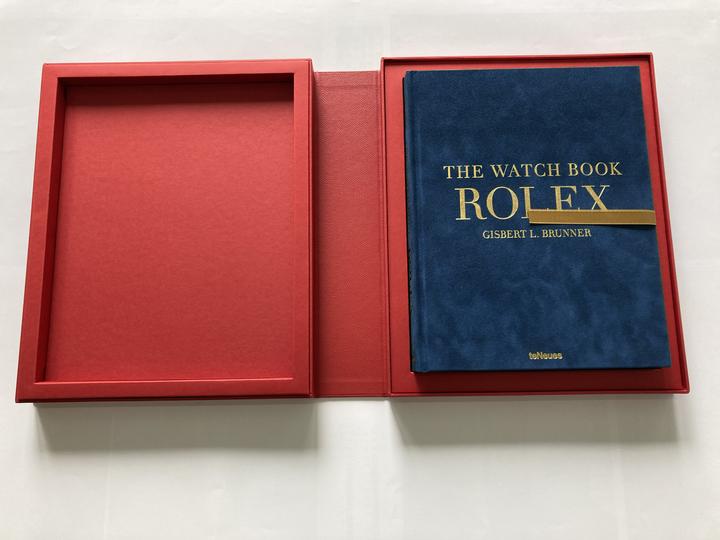 THE WATCH BOOK
ROLEX
GISBERT L. BRUNNER
teNeues